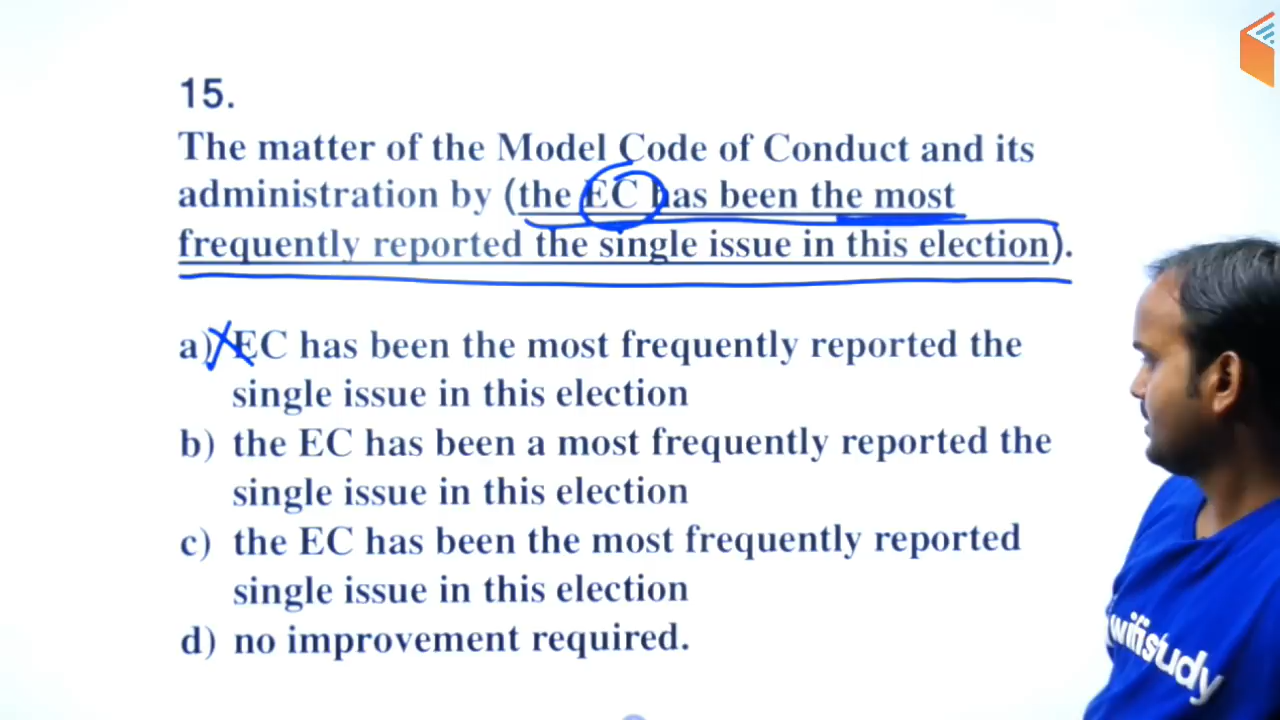 15.
The matter of the Model Code of Conduct and its
administration by (the EC has been the most
frequently reported the single issue in this election).
a) EC has been the most frequently reported the
single issue in this election
b) the EC has been a most frequently reported the
single issue in this election
c) the EC has been the most frequently reported
single issue in this election
d) no improvement required.
wifistudy